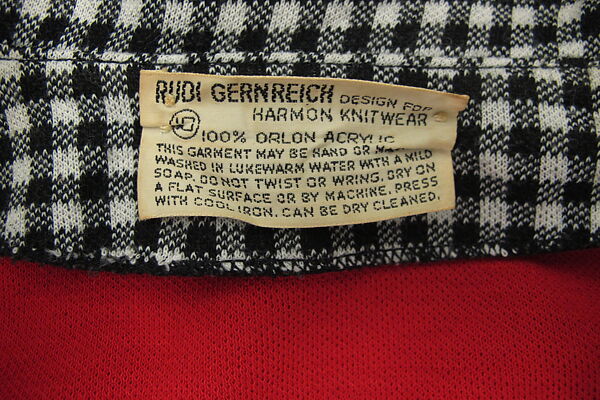 RUDI GERNREICH DESIGN FOR
HARMON KNITWEAR
100% ORLON ACRYLIC
THIS GARMENT MAY BE HAND OR
WASHED IN LUKEWARM WATER WITH A MILD
SOAP. DO NOT TWIST OR WRING. DRY ON
A FLAT SURFACE OR BY MACHINE. PRESS
WITH COOL IRON. CAN BE DRY CLEANED.